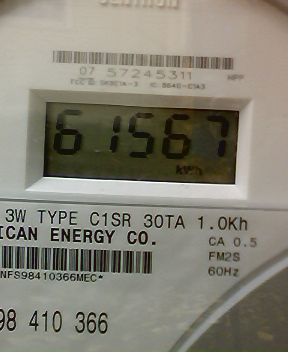 07 57245311 HPP
61567
kWh
3W TYPE C1SR 30TA 1.0Kh
ICAN ENERGY CO.
CA 0.5
FM2S
60Hz
NFS98410366MEC*
98 410 366